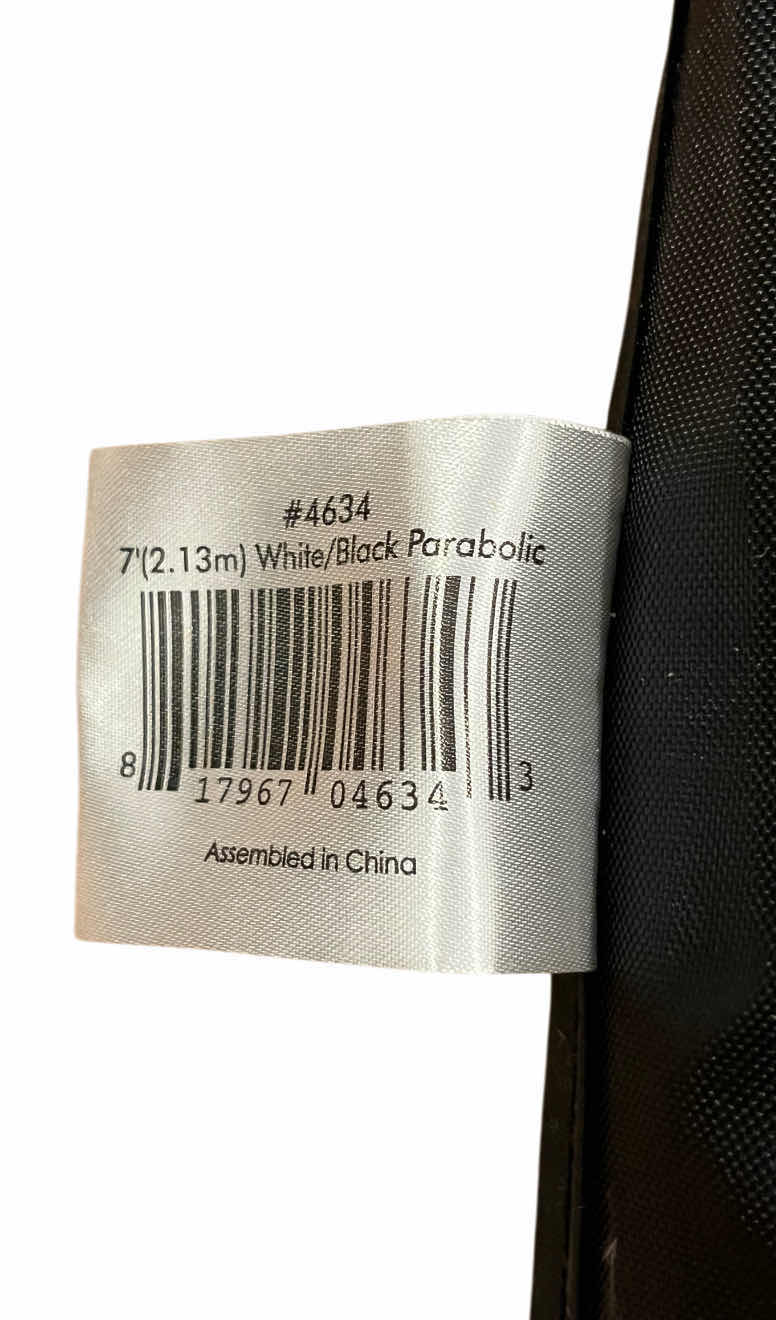 #4634
7'(2.13m) White/Black Parabolic
8 17967 04634 3
Assembled in China